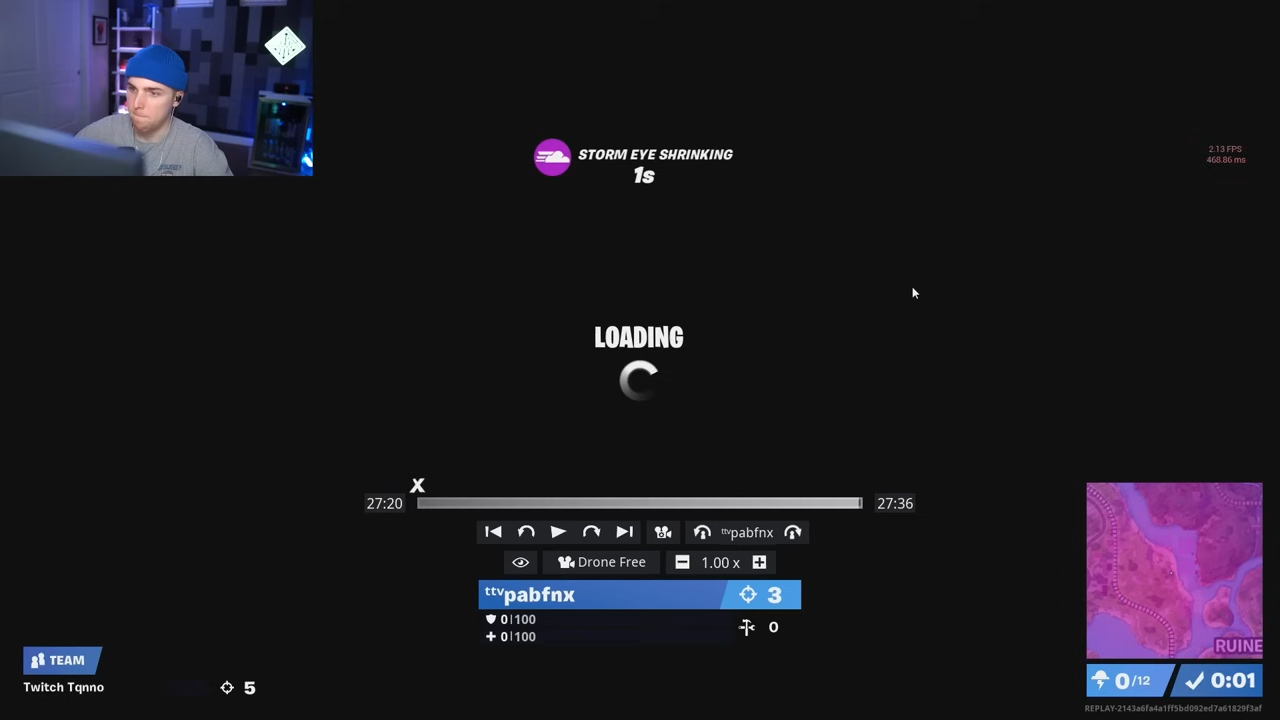 STORM EYE SHRINKING
1s
2.13 FPS
468.86 ms
LOADING
X
27:20
27:36
ttvpabfnx
Drone Free
1.00 x
ttvpabfnx
3
0|100
0|100
0
TEAM
Twitch Tqnno
5
RUINE
0/12
0:01
REPLAY-2143a6fa4a1ff5bd092ed7a61829f3af